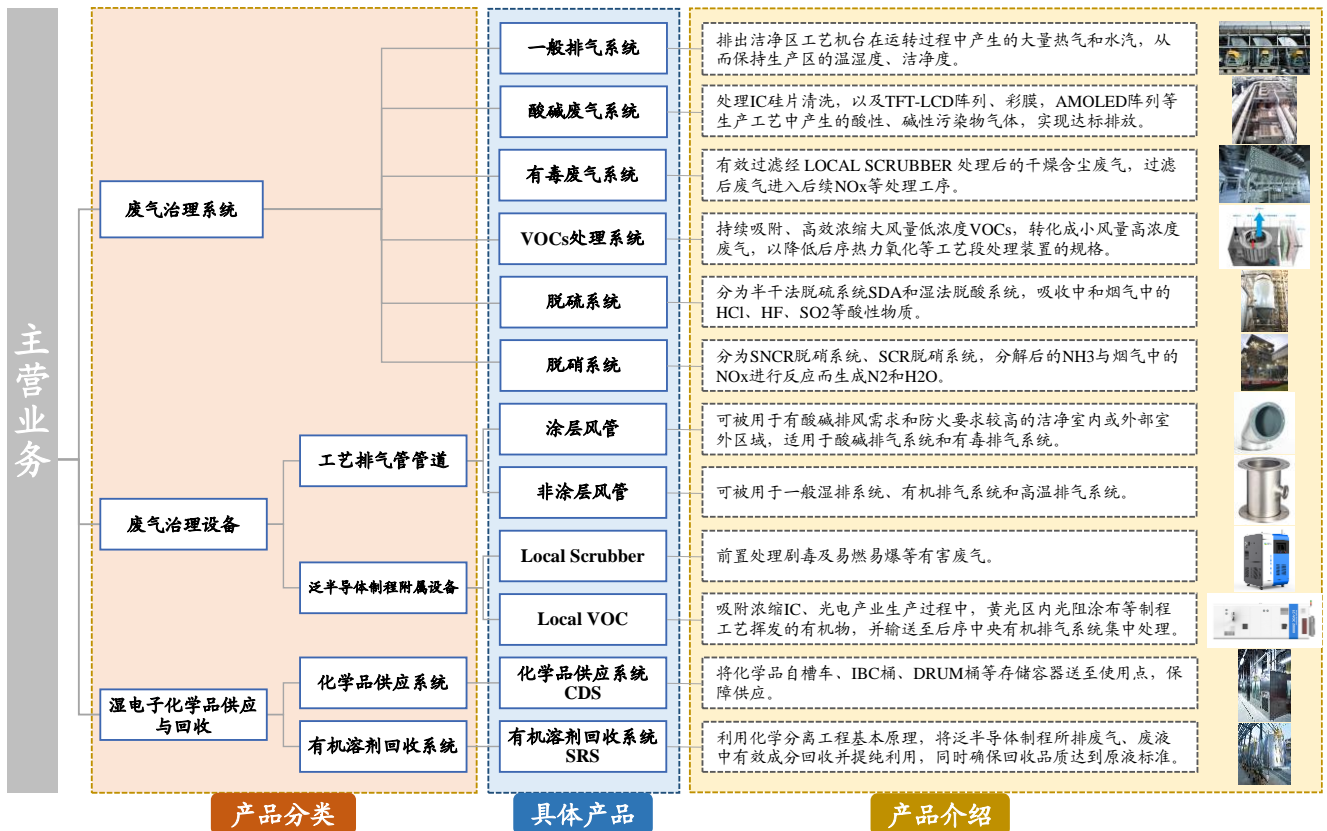 主营业务
废气治理系统
一般排气系统
排出洁净区工艺机台在运转过程中产生的大量热气和水汽，从
而保持生产区的温湿度、洁净度。
酸碱废气系统
处理IC硅片清洗，以及TFT-LCD阵列、彩膜，AMOLED阵列等
生产工艺中产生的酸性、碱性污染物气体，实现达标排放。
有毒废气系统
有效过滤经 LOCAL SCRUBBER 处理后的干燥含尘废气，过滤
后废气进入后续NOx等处理工序。
VOCs处理系统
持续吸附、高效浓缩大风量低浓度VOCs，转化成小风量高浓度
废气，以降低后序热力氧化等工艺段处理装置的规格。
脱硫系统
分为半干法脱硫系统SDA和湿法脱酸系统，吸收中和烟气中的
HCl、HF、SO2等酸性物质。
脱硝系统
分为SNCR脱硝系统、SCR脱硝系统，分解后的NH3与烟气中的
NOx进行反应而生成N2和H2O。
废气治理设备
工艺排气管管道
涂层风管
可被用于有酸碱排风需求和防火要求较高的洁净室内或外部室
外区域，适用于酸碱排气系统和有毒排气系统。
非涂层风管
可被用于一般湿排系统、有机排气系统和高温排气系统。
泛半导体制程附属设备
Local Scrubber
前置处理刷毒及易燃易爆等有害废气。
Local VOC
吸附浓缩IC、光电产业生产过程中，黄光区内光阻涂布等制程
工艺挥发的有机物，并输送至后序中央有机排气系统集中处理。
湿电子化学品供应
与回收
化学品供应系统
化学品供应系统
CDS
将化学品自槽车、IBC桶、DRUM桶等存储容器送至使用点，保
障供应。
有机溶剂回收系统
有机溶剂回收系统
SRS
利用化学分离工程基本原理，将泛半导体制程所排废气、废液
中有效成分回收并提纯利用，同时确保回收品质达到原液标准。
产品分类
具体产品
产品介绍